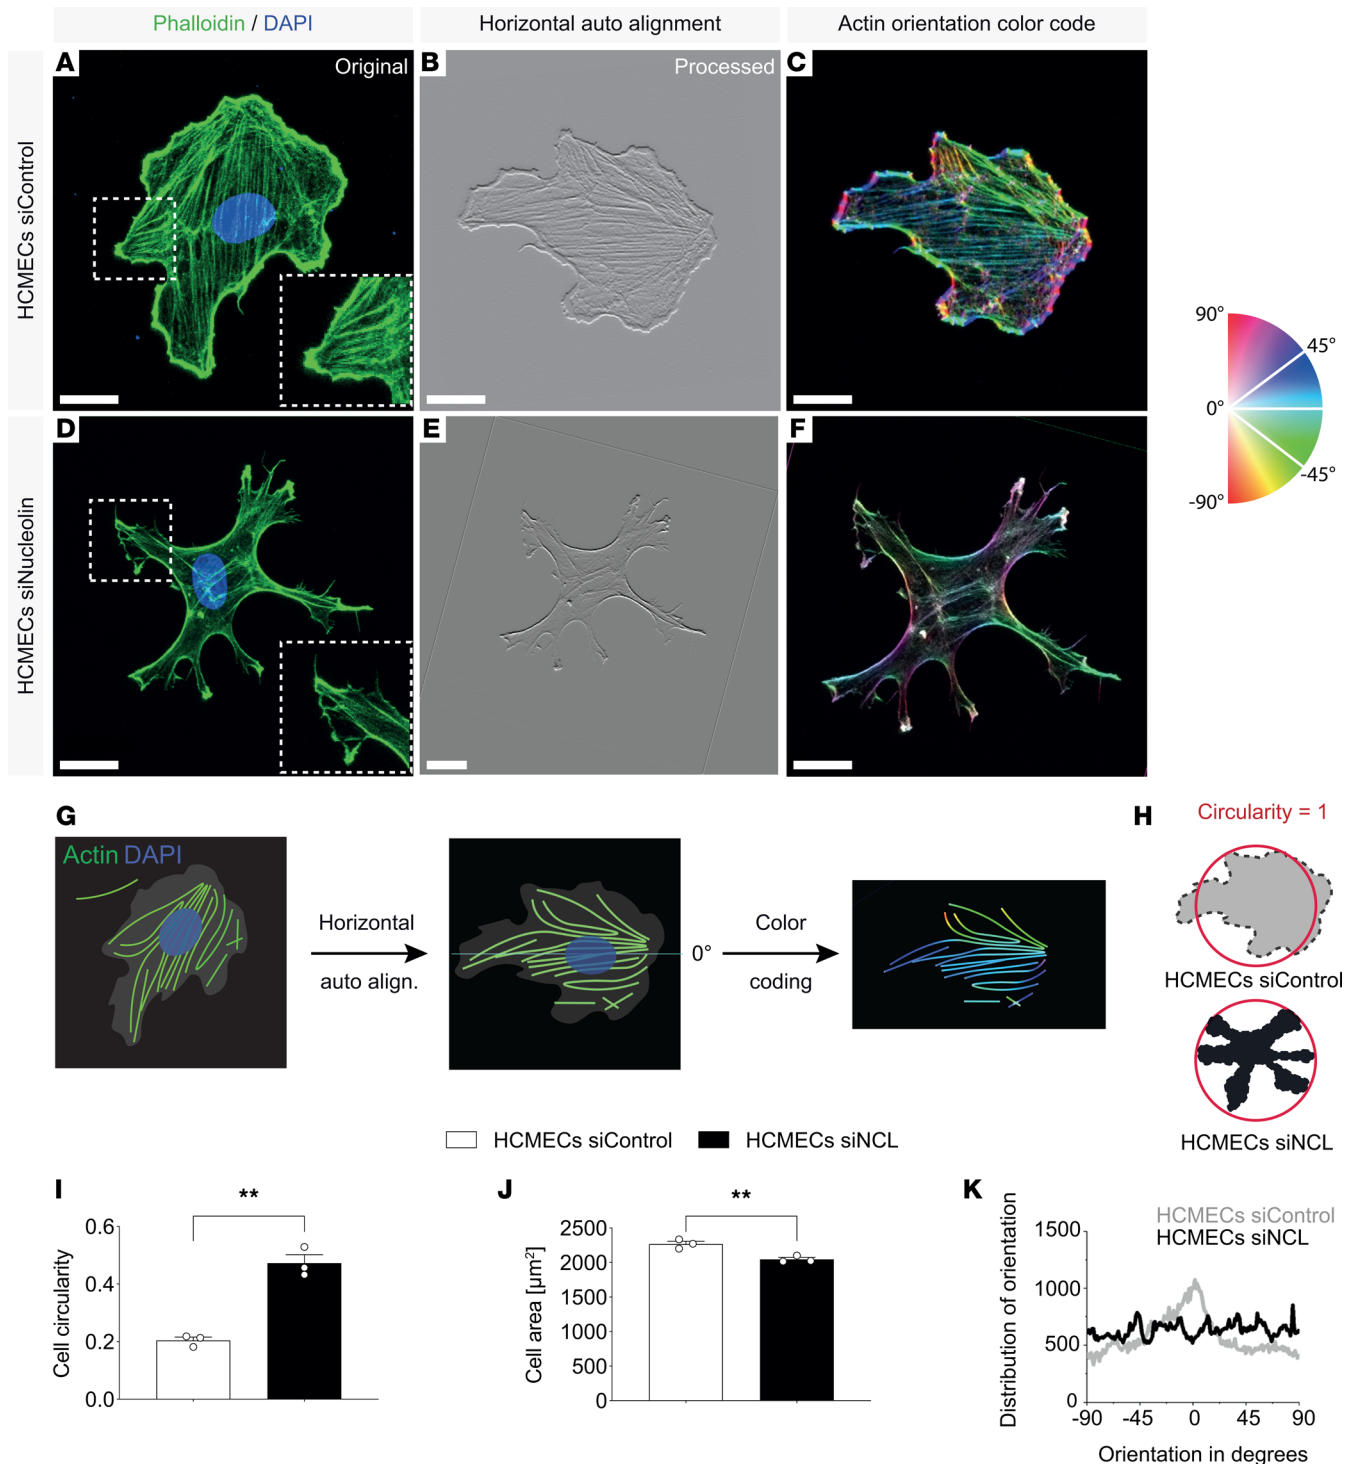 Phalloidin / DAPI
Horizontal auto alignment
Actin orientation color code
HCMECs siControl
A
Original
B
Processed
C
90°
45°
0°
-45°
-90°
HCMECs siNucleolin
D
E
F
G
Actin DAPI
Horizontal
auto align.
0°
Color
coding
H
Circularity = 1
HCMECs siControl
HCMECs siNCL
HCMECs siControl
HCMECs siNCL
I
**
Cell circularity
0.6
0.4
0.2
0.0
J
**
Cell area [µm²]
2500
2000
1500
1000
500
0
K
HCMECs siControl
HCMECs siNCL
Distribution of orientation
1500
1000
500
0
-90
-45
0
45
90
Orientation in degrees